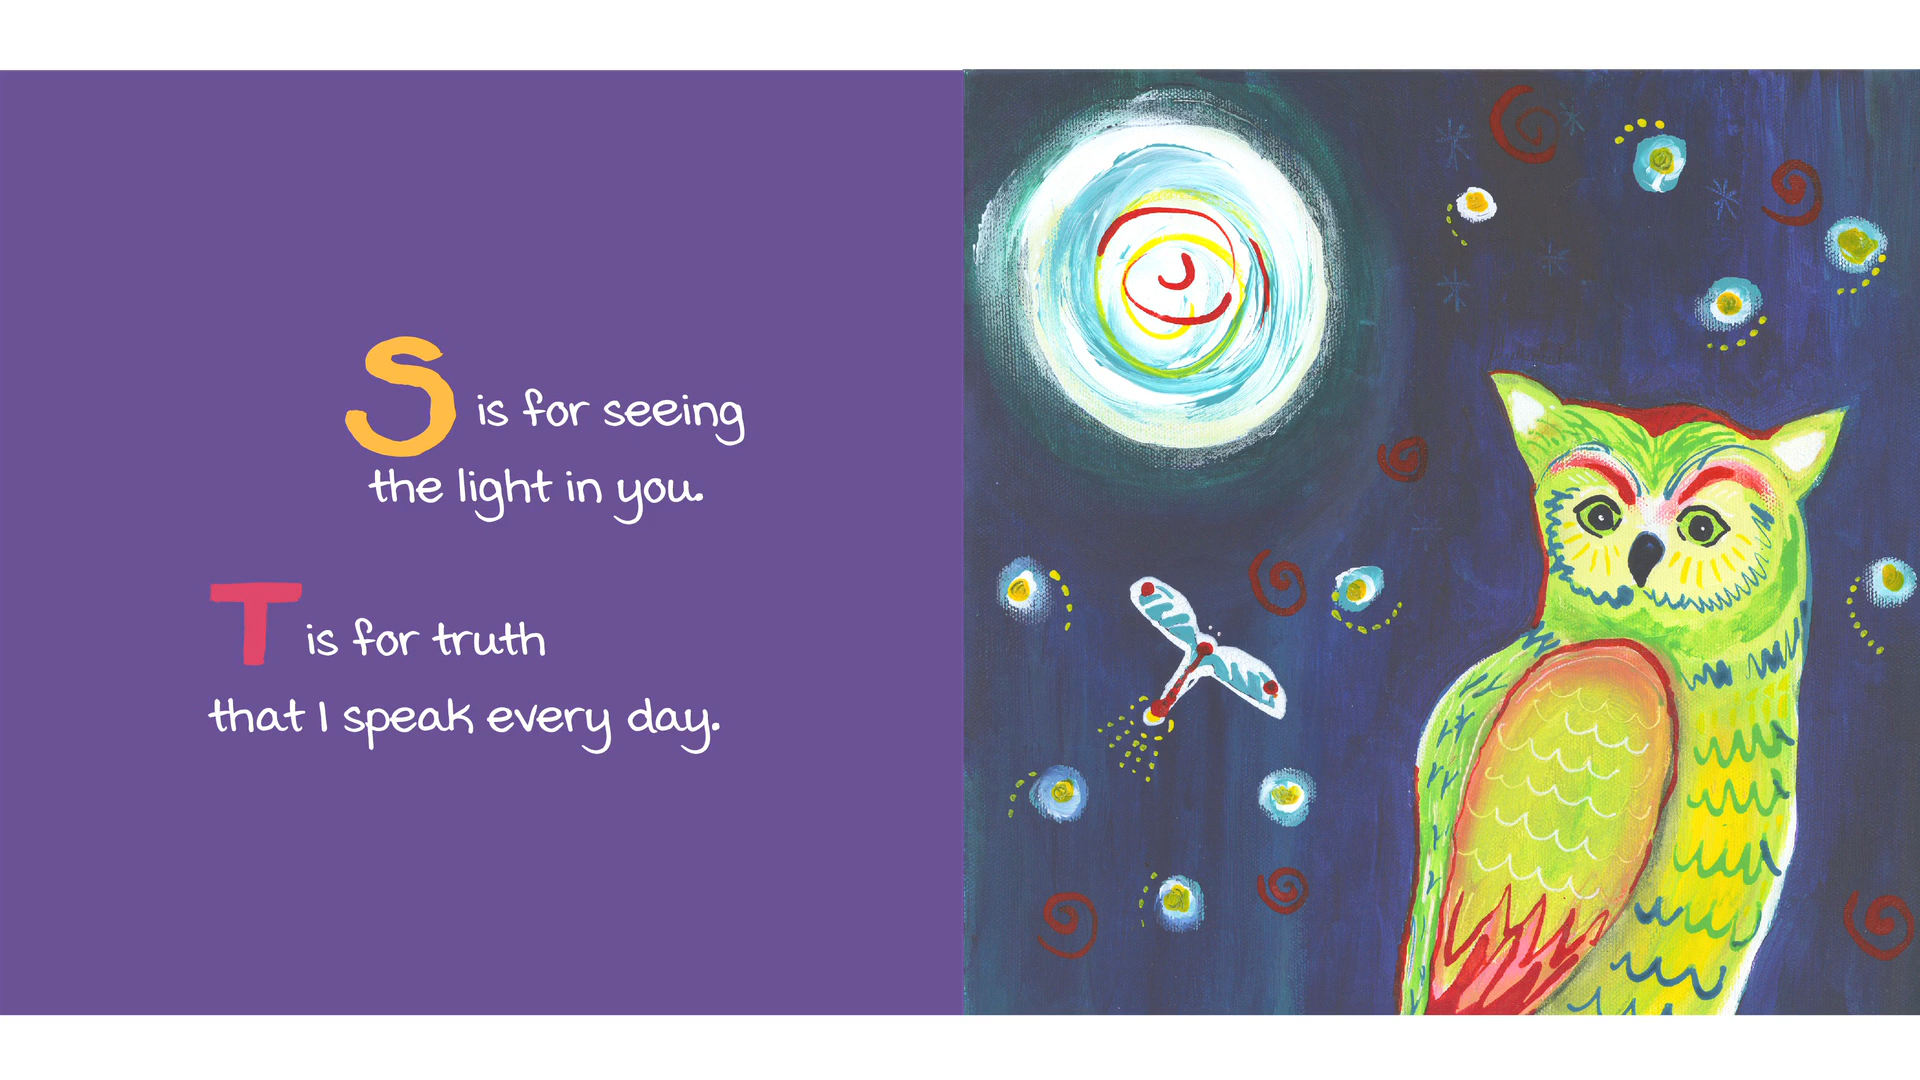 S is for seeing
the light in you.
T is for truth
that I speak every day.